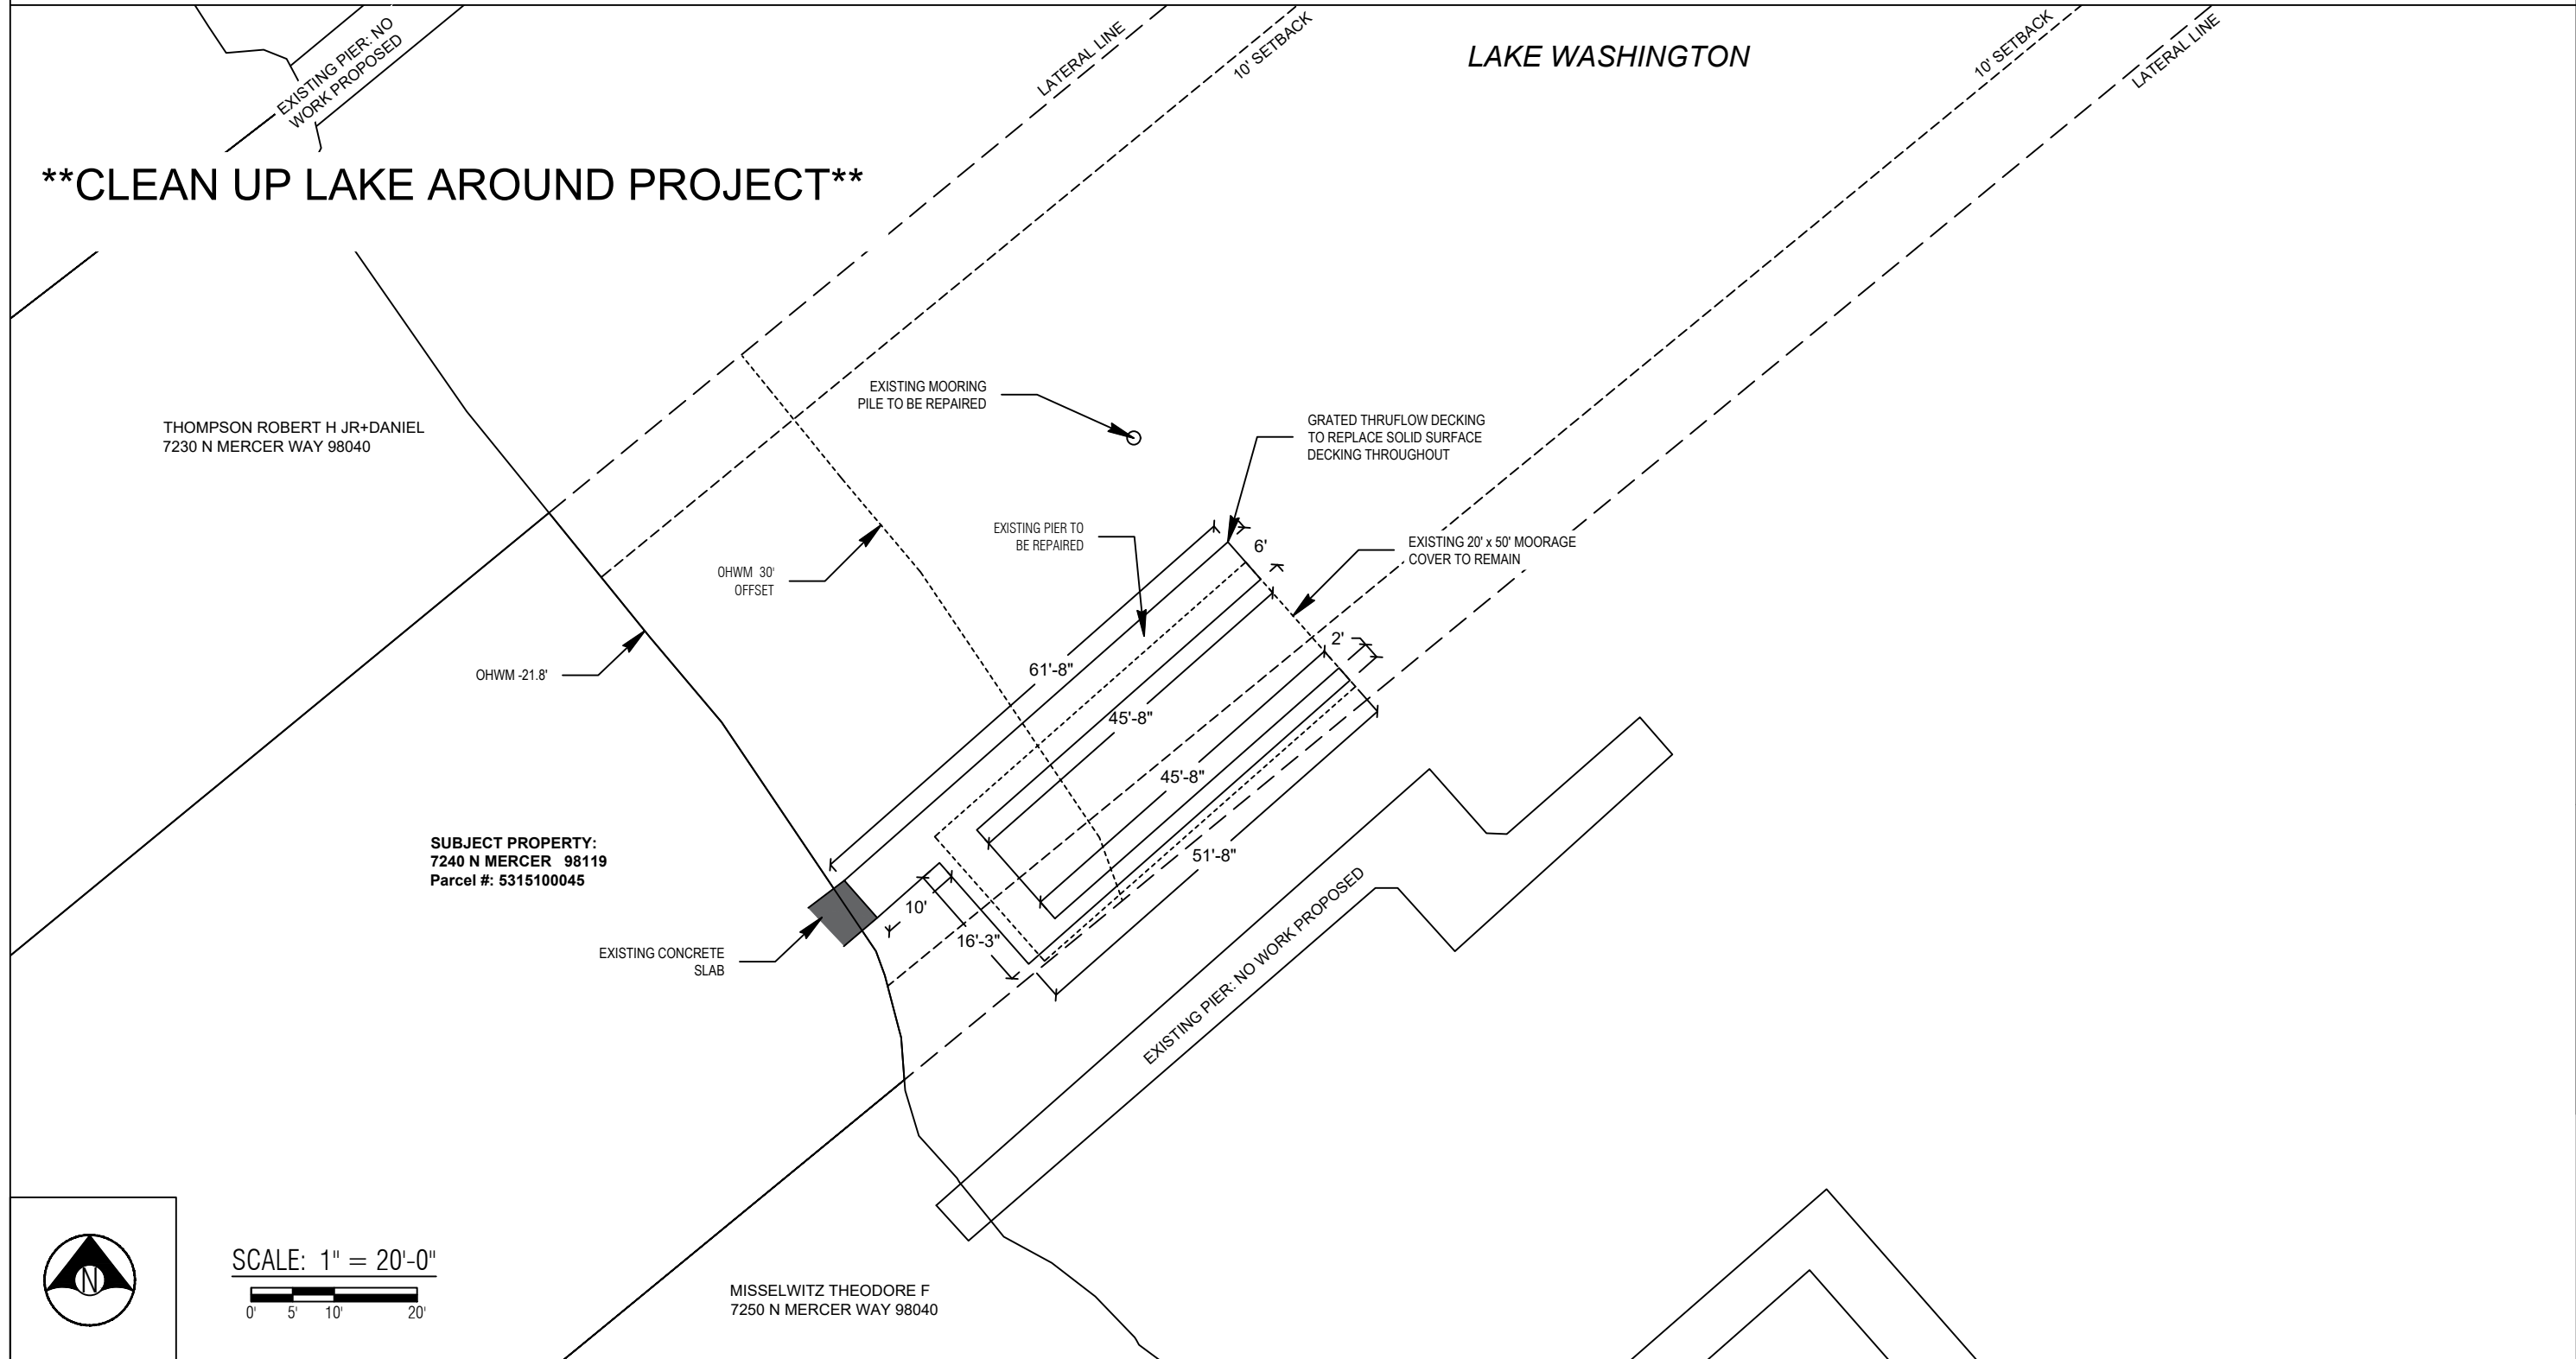 EXISTING PIER: NO
WORK PROPOSED
LATERAL LINE
10' SETBACK
LAKE WASHINGTON
10' SETBACK
LATERAL LINE
**CLEAN UP LAKE AROUND PROJECT**
EXISTING MOORING
PILE TO BE REPAIRED
THOMPSON ROBERT H JR+DANIEL
7230 N MERCER WAY 98040
GRATED THRUFLOW DECKING
TO REPLACE SOLID SURFACE
DECKING THROUGHOUT
EXISTING PIER TO
BE REPAIRED
6'
EXISTING 20' x 50' MOORAGE
COVER TO REMAIN
OHWM 30'
OFFSET
2'
OHWM -21.8'
61'-8"
45'-8"
45'-8"
51'-8"
SUBJECT PROPERTY:
7240 N MERCER 98119
Parcel #: 5315100045
10'
16'-3"
EXISTING CONCRETE
SLAB
EXISTING PIER: NO WORK PROPOSED
N
SCALE: 1" = 20'-0"
0' 5' 10' 20'
MISSELWITZ THEODORE F
7250 N MERCER WAY 98040